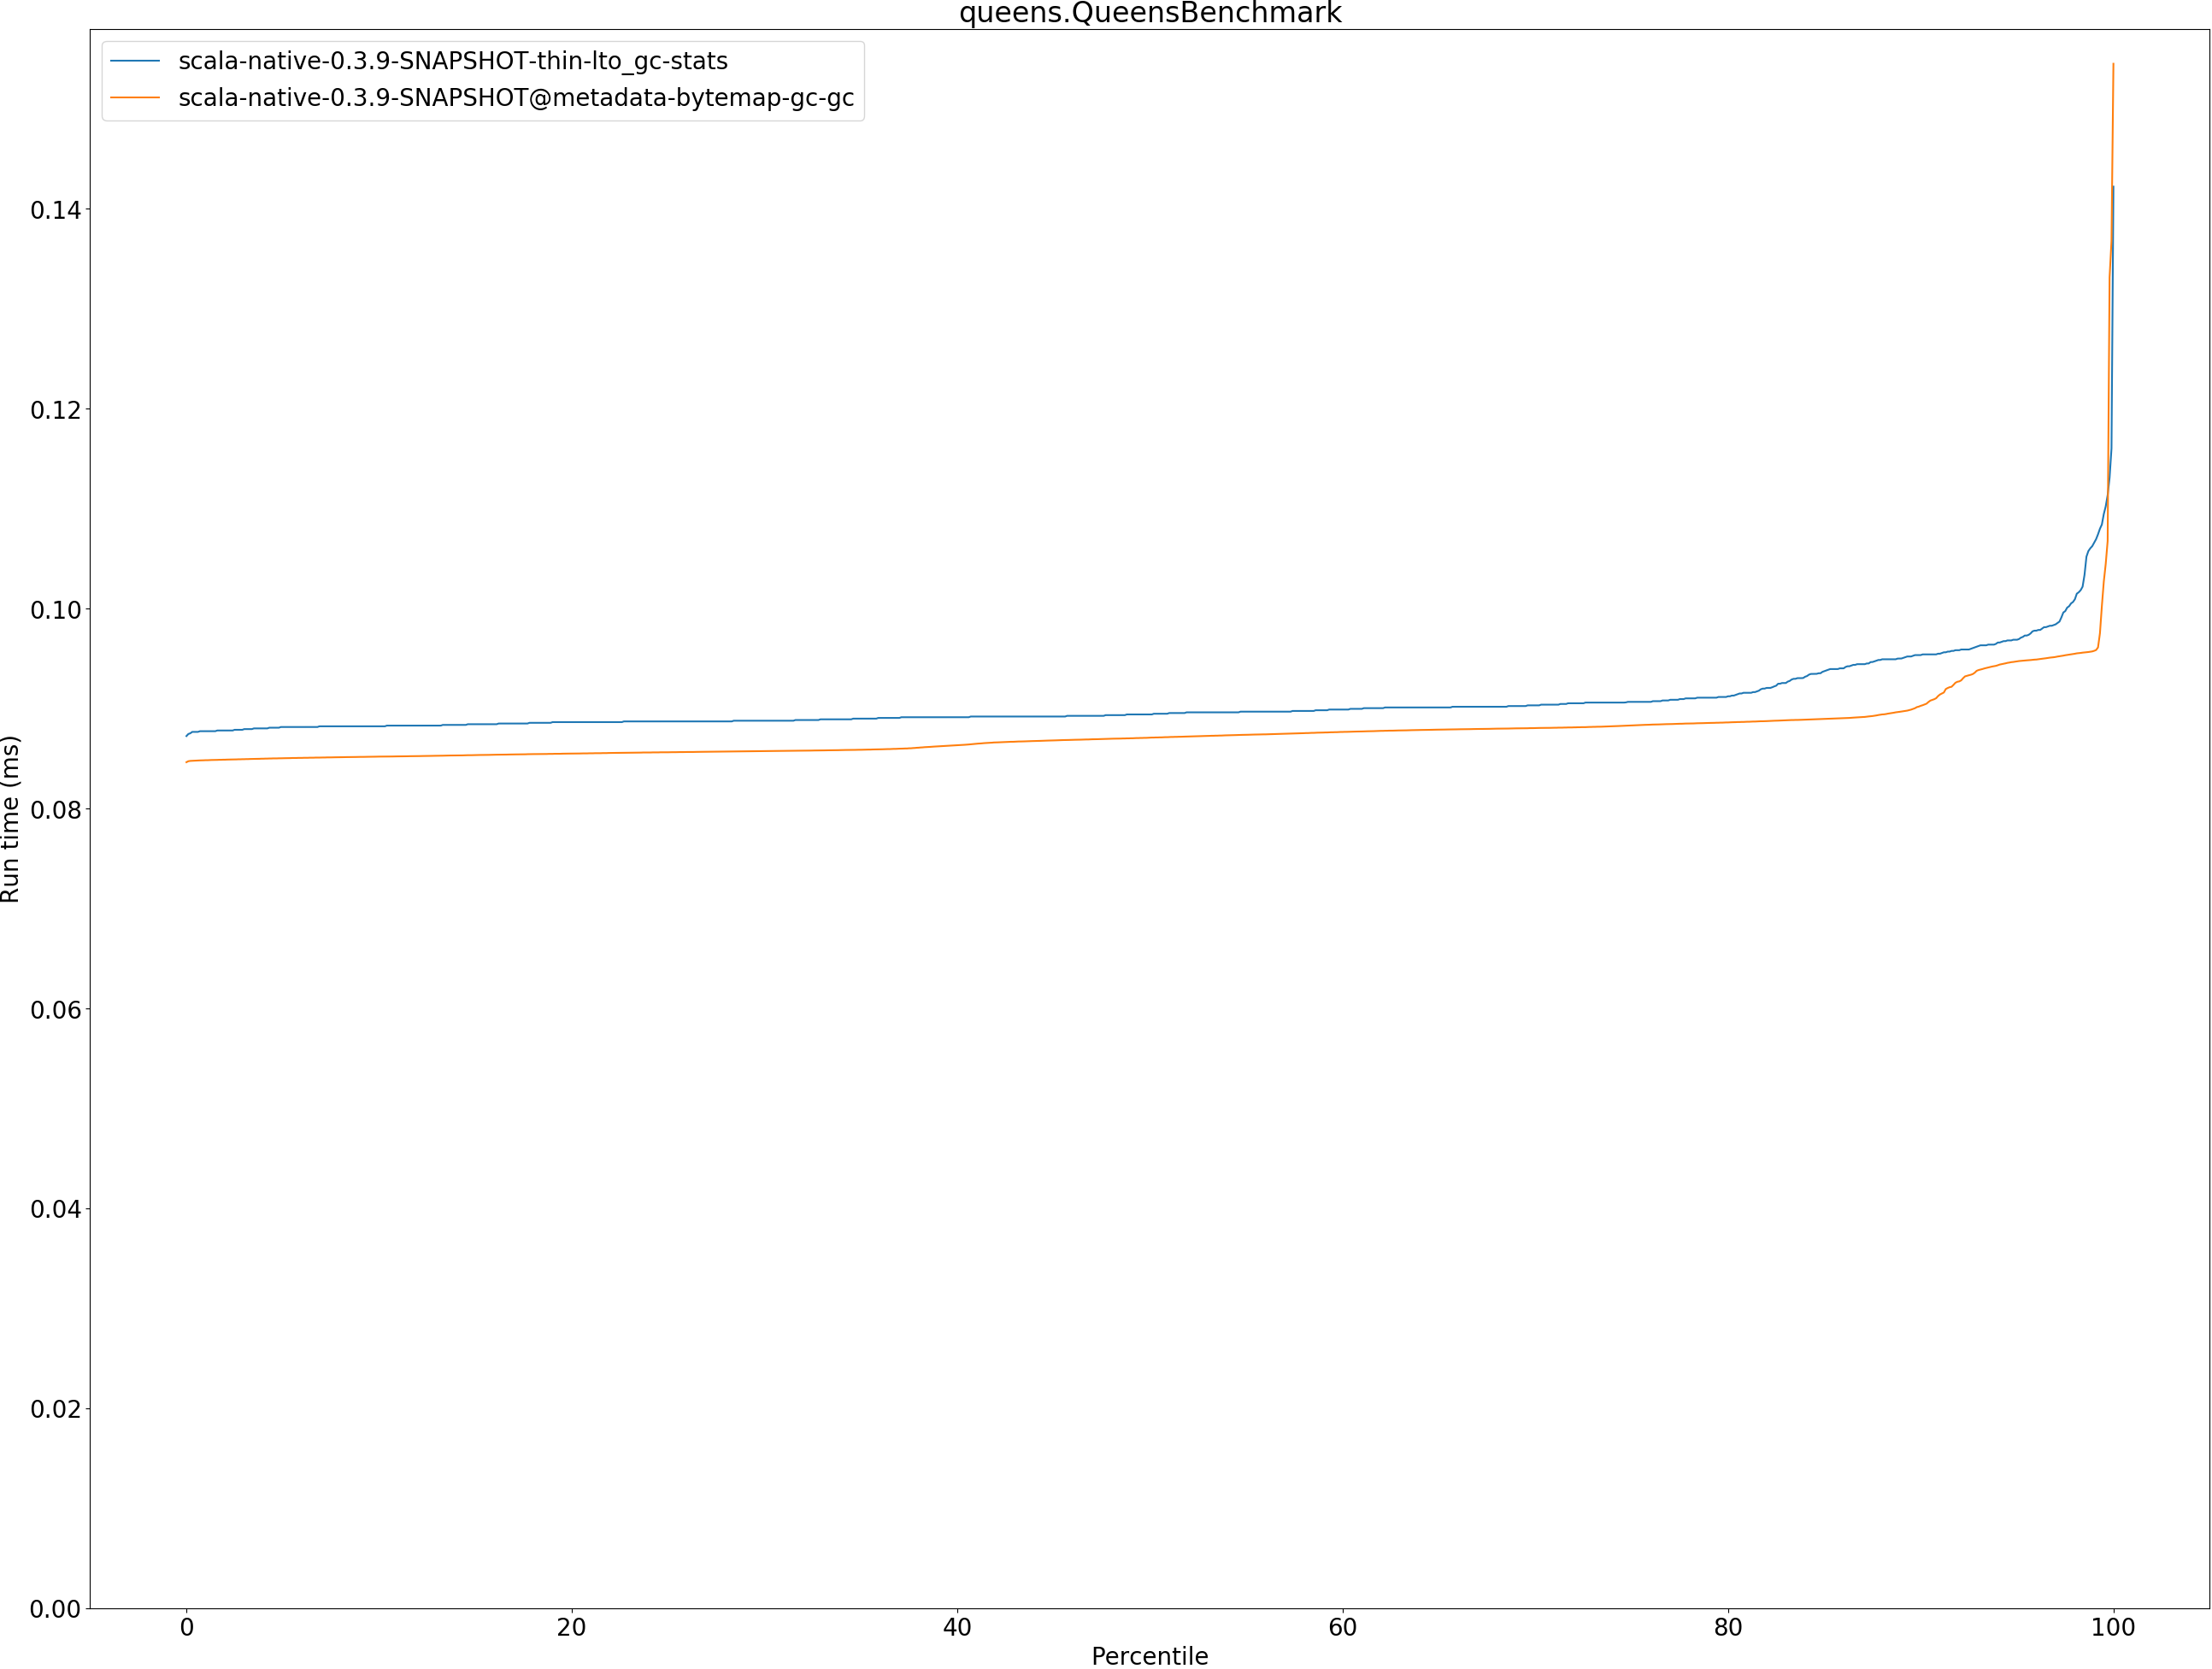 queens.QueensBenchmark
scala-native-0.3.9-SNAPSHOT-thin-lto_gc-stats
scala-native-0.3.9-SNAPSHOT@metadata-bytemap-gc-gc
0.14
0.12
0.10
0.08
0.06
0.04
0.02
0.00
Run time (ms)
0 20 40 60 80 100
Percentile